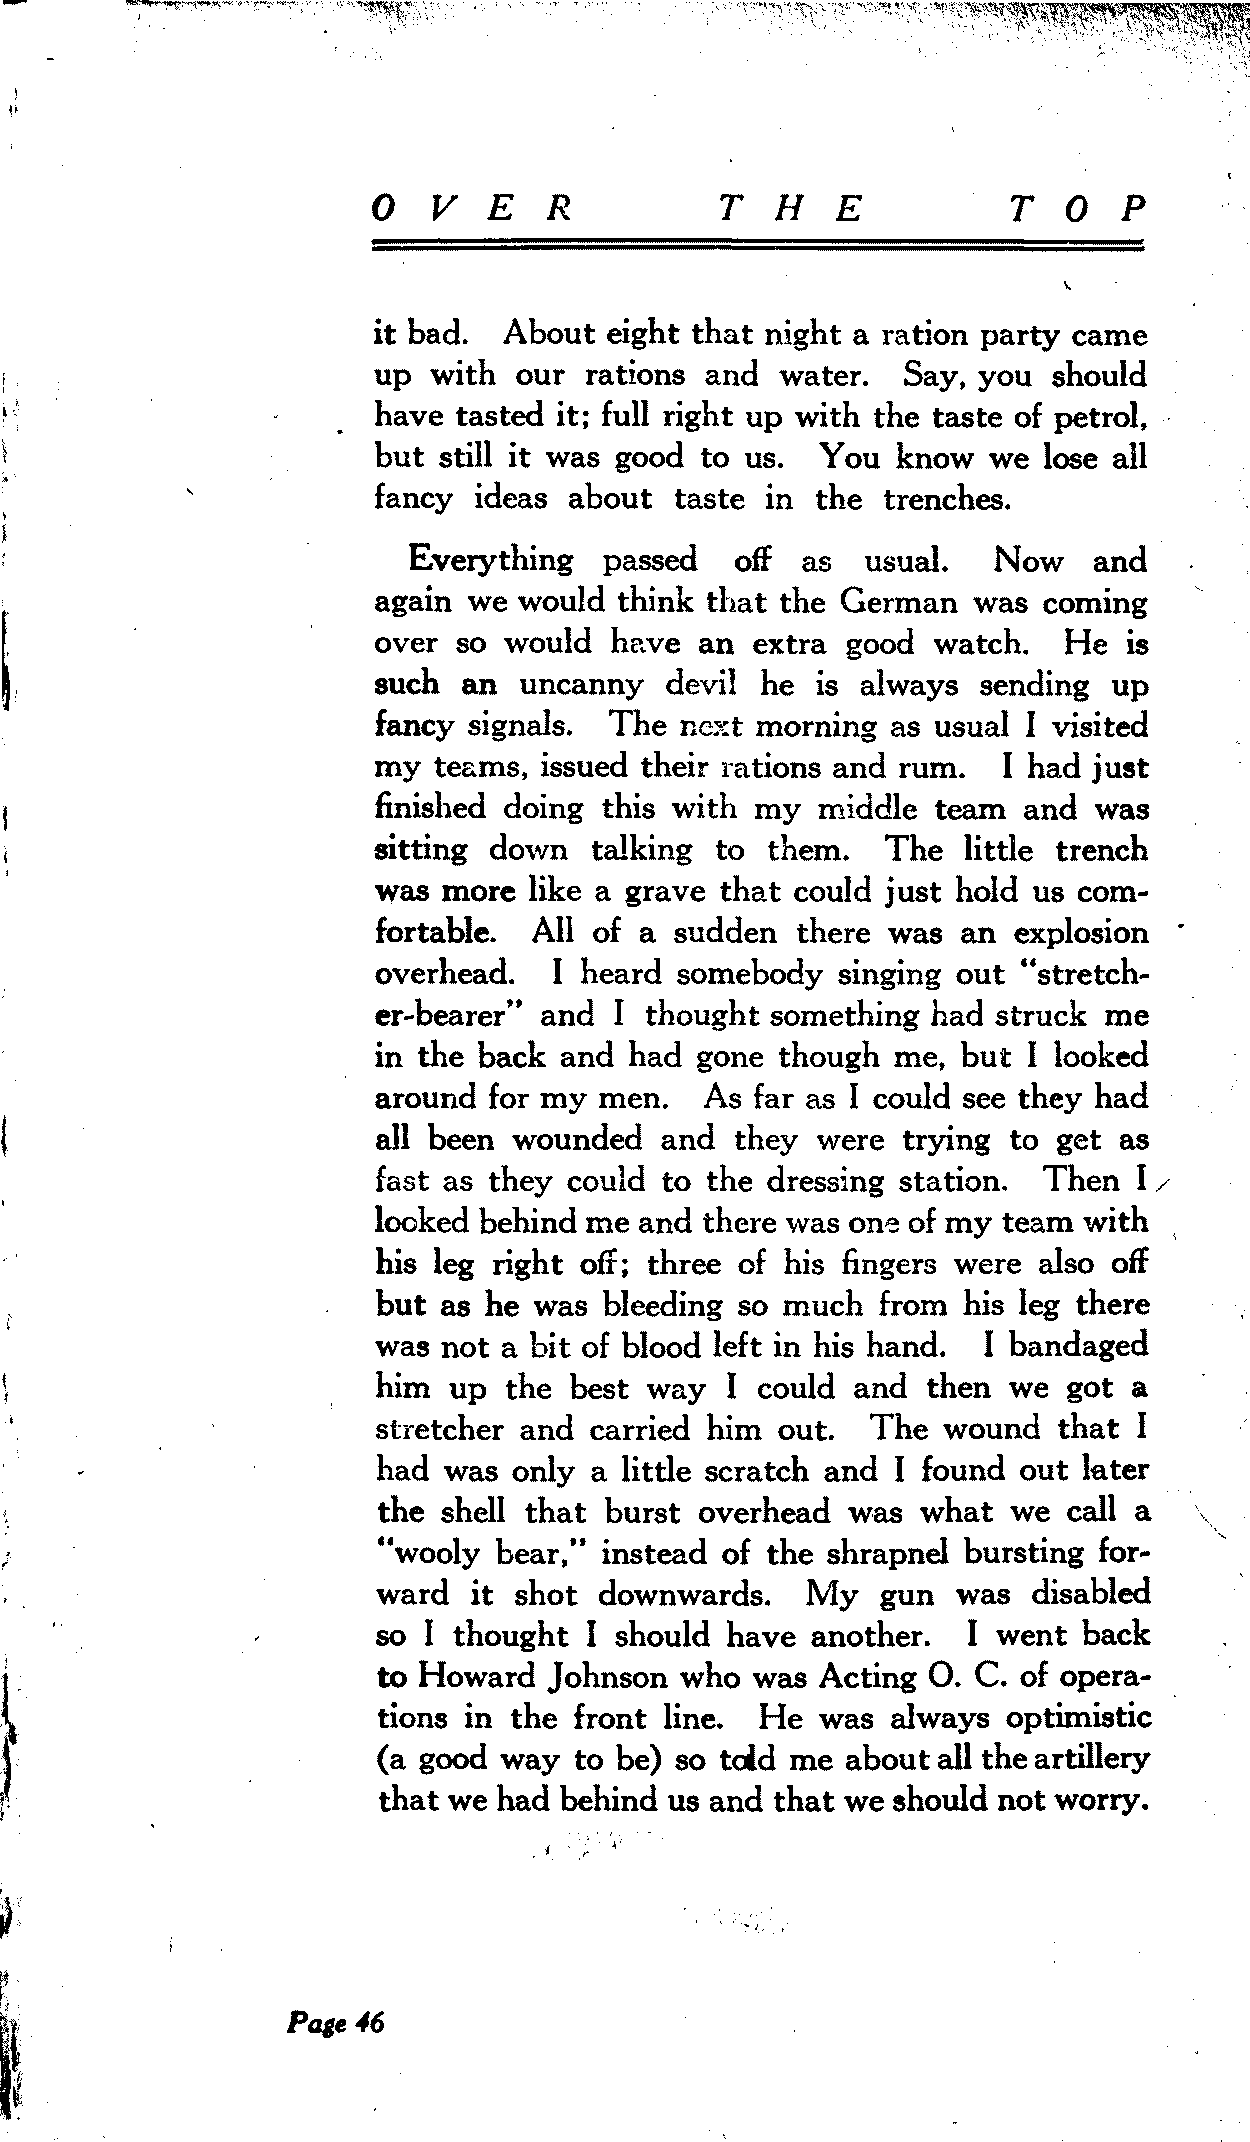 OVER THE TOP
it bad. About eight that night a ration party came
up with our rations and water. Say, you should
have tasted it; full right up with the taste of petrol,
but still it was good to us. You know we lose all
fancy ideas about taste in the trenches.
Everything passed off as usual. Now and
again we would think that the German was coming
over so would have an extra good watch. He is
such an uncanny devil he is always sending up
fancy signals. The next morning as usual I visited
my teams, issued their rations and rum. I had just
finished doing this with my middle team and was
sitting down talking to them. The little trench
was more like a grave that could just hold us com-
fortable. All of a sudden there was an explosion
overhead. I heard somebody singing out "stretch-
er-bearer" and I thought something had struck me
in the back and had gone though me, but I looked
around for my men. As far as I could see they had
all been wounded and they were trying to get as
fast as they could to the dressing station. Then I
looked behind me and there was one of my team with
his leg right off; three of his fingers were also off
but as he was bleeding so much from his leg there
was not a bit of blood left in his hand. I bandaged
him up the best way I could and then we got a
stretcher and carried him out. The wound that I
had was only a little scratch and I found out later
the shell that burst overhead was what we call a
"wooly bear," instead of the shrapnel bursting for-
ward it shot downwards. My gun was disabled
so I thought I should have another. I went back
to Howard Johnson who was Acting O. C. of opera-
tions in the front line. He was always optimistic
(a good way to be) so told me about all the artillery
that we had behind us and that we should not worry.
Page 46